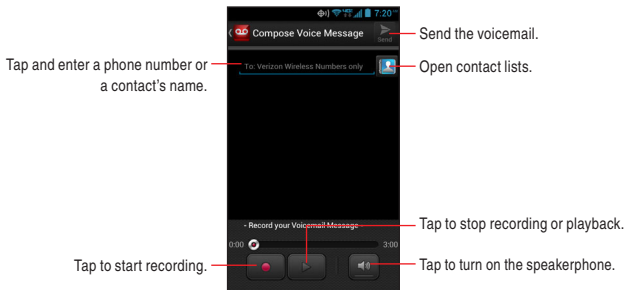 7:20
Compose Voice Message
Send
Send the voicemail.
Tap and enter a phone number or
a contact's name.
To: Verizon Wireless Numbers only
Open contact lists.
- Record your Voicemail Message -
Tap to stop recording or playback.
0:00
3:00
Tap to start recording.
Tap to turn on the speakerphone.